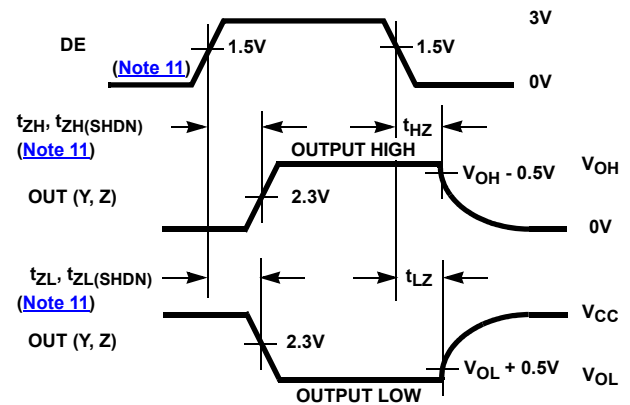 3V
DE
1.5V
1.5V
(Note 11)
0V
tZH, tZH(SHDN)
tHZ
(Note 11)
OUTPUT HIGH
VOH - 0.5V
VOH
OUT (Y, Z)
2.3V
0V
tZL, tZL(SHDN)
tLZ
(Note 11)
VCC
OUT (Y, Z)
2.3V
VOL + 0.5V
VOL
OUTPUT LOW